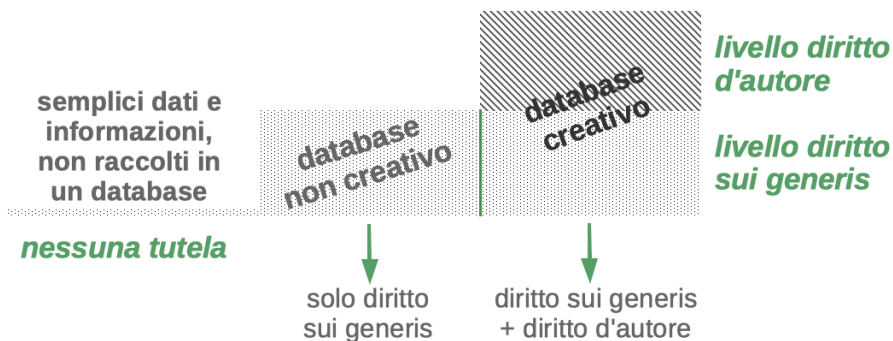 semplici dati e
informazioni,
non raccolti in
un database
nessuna tutela
database
non creativo
database
creativo
livello diritto
d'autore
livello diritto
sui generis
solo diritto
sui generis
diritto sui generis
+ diritto d'autore